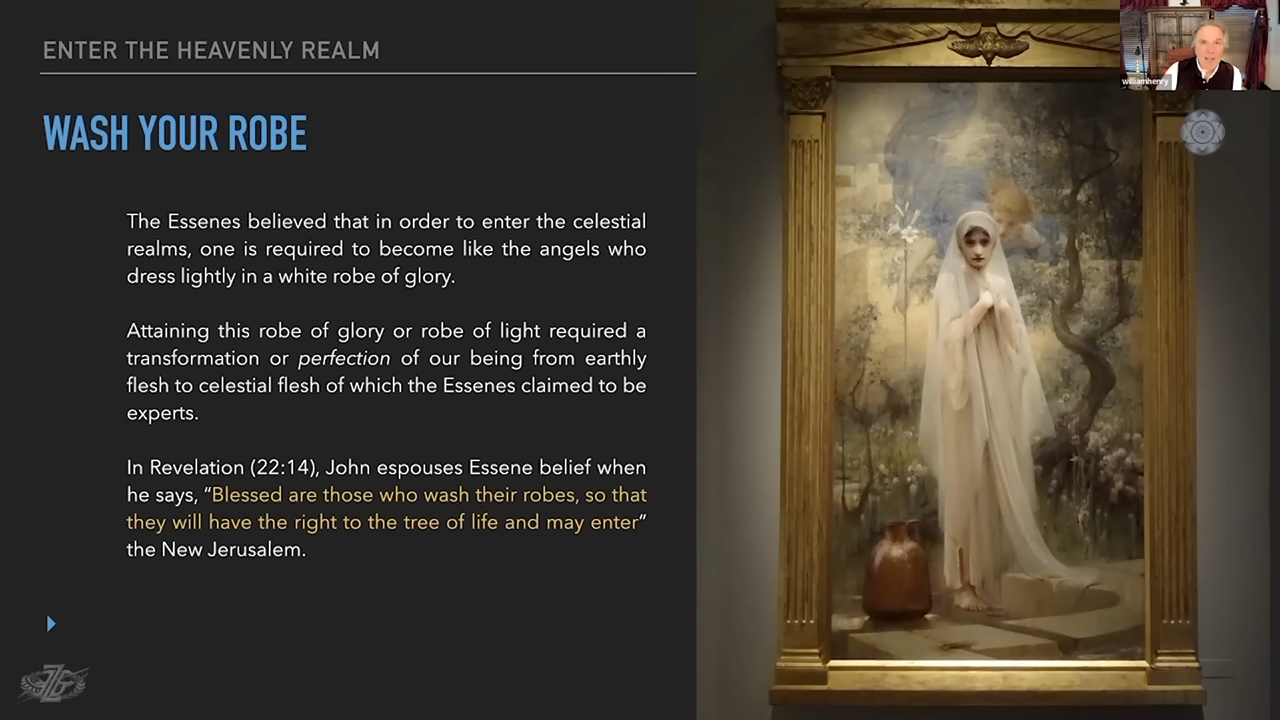 ENTER THE HEAVENLY REALM
WASH YOUR ROBE
The Essenes believed that in order to enter the celestial
realms, one is required to become like the angels who
dress lightly in a white robe of glory.
Attaining this robe of glory or robe of light required a
transformation or perfection of our being from earthly
flesh to celestial flesh of which the Essenes claimed to be
experts.
In Revelation (22:14), John espouses Essene belief when
he says, “Blessed are those who wash their robes, so that
they will have the right to the tree of life and may enter”
the New Jerusalem.
williamhenry